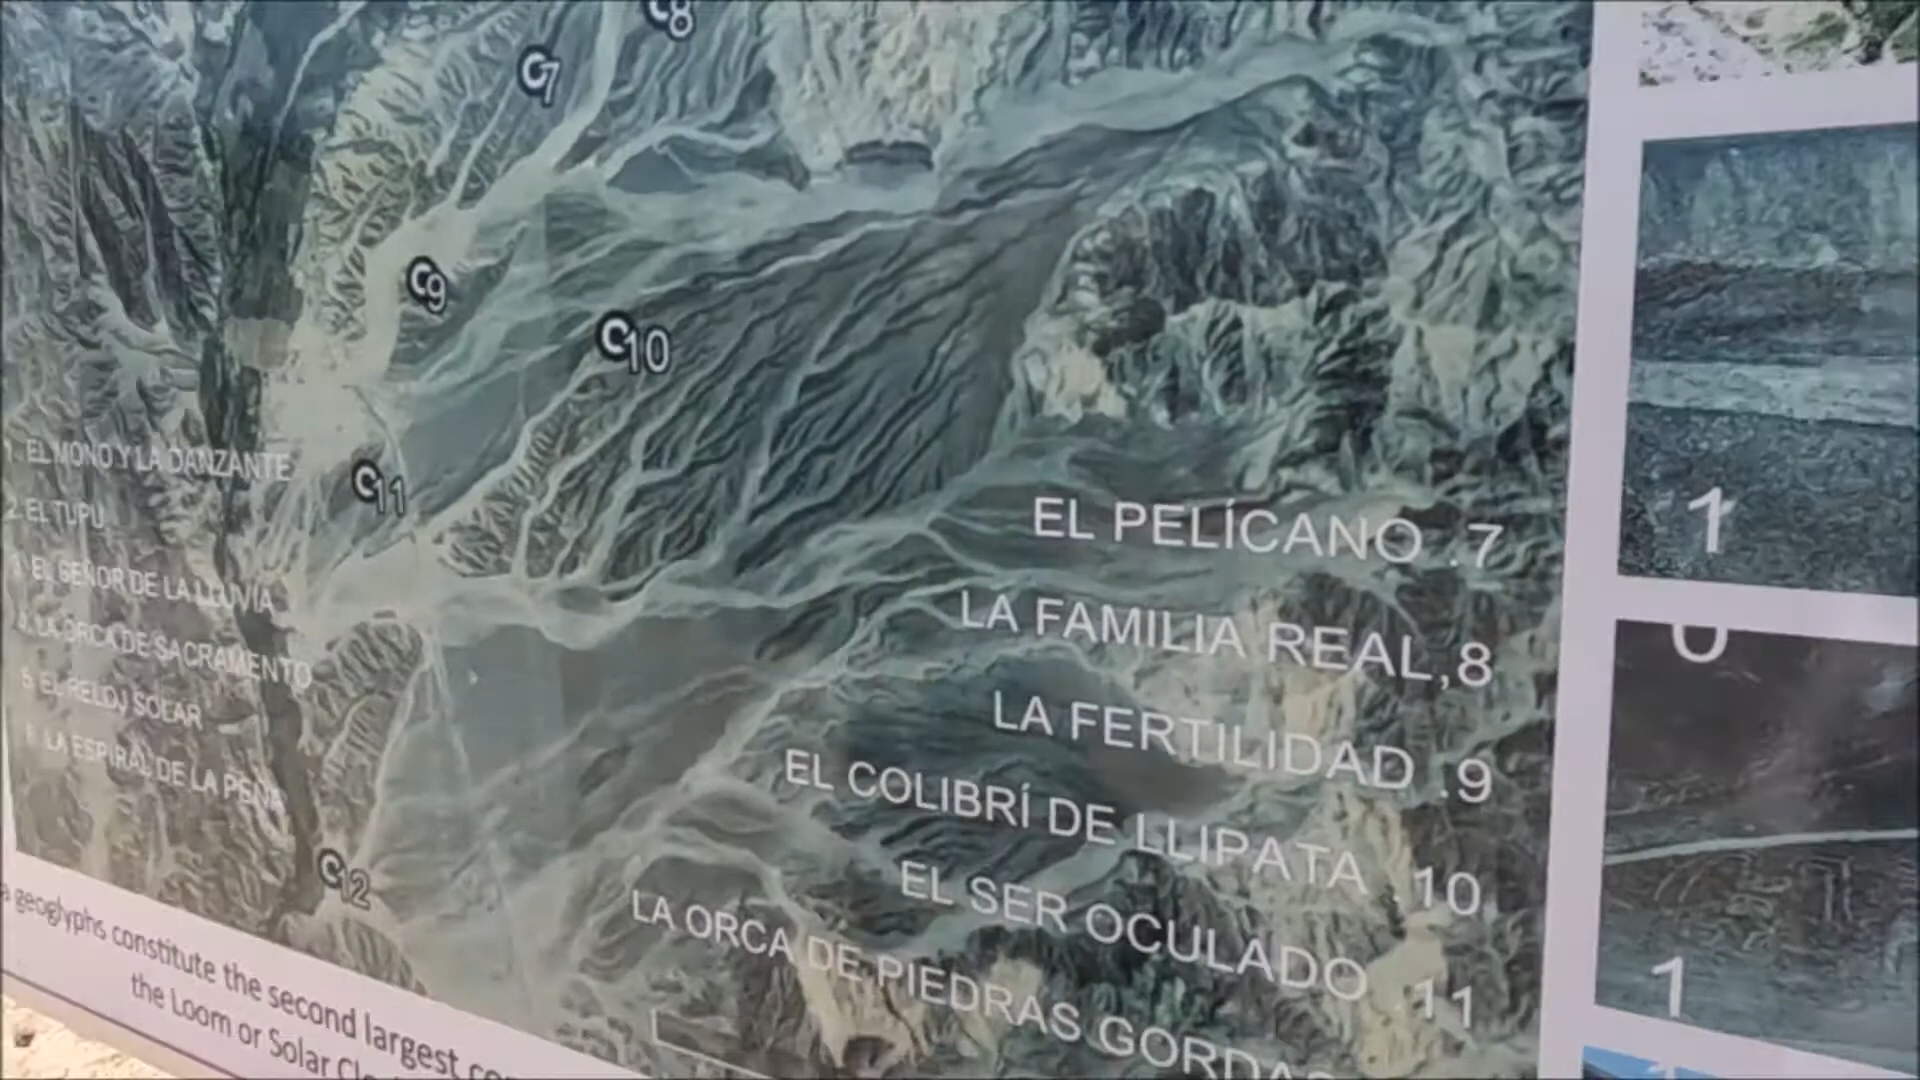 C8
C7
C9
C10
C11
C12
1. EL MONO Y LA DANZANTE
2. EL TUPU
EL SEÑOR DE LA LLUVIA
LA ORCA DE SACRAMENTO
5. EL RELOJ SOLAR
LA ESPIRAL DE LA PEÑA
EL PELÍCANO .7
LA FAMILIA REAL,8
LA FERTILIDAD .9
EL COLIBRÍ DE LLIPATA 10
EL SER OCULADO .11
LA ORCA DE PIEDRAS GORDAS
geoglyphs constitute the second largest
the Loom or Solar
1
1